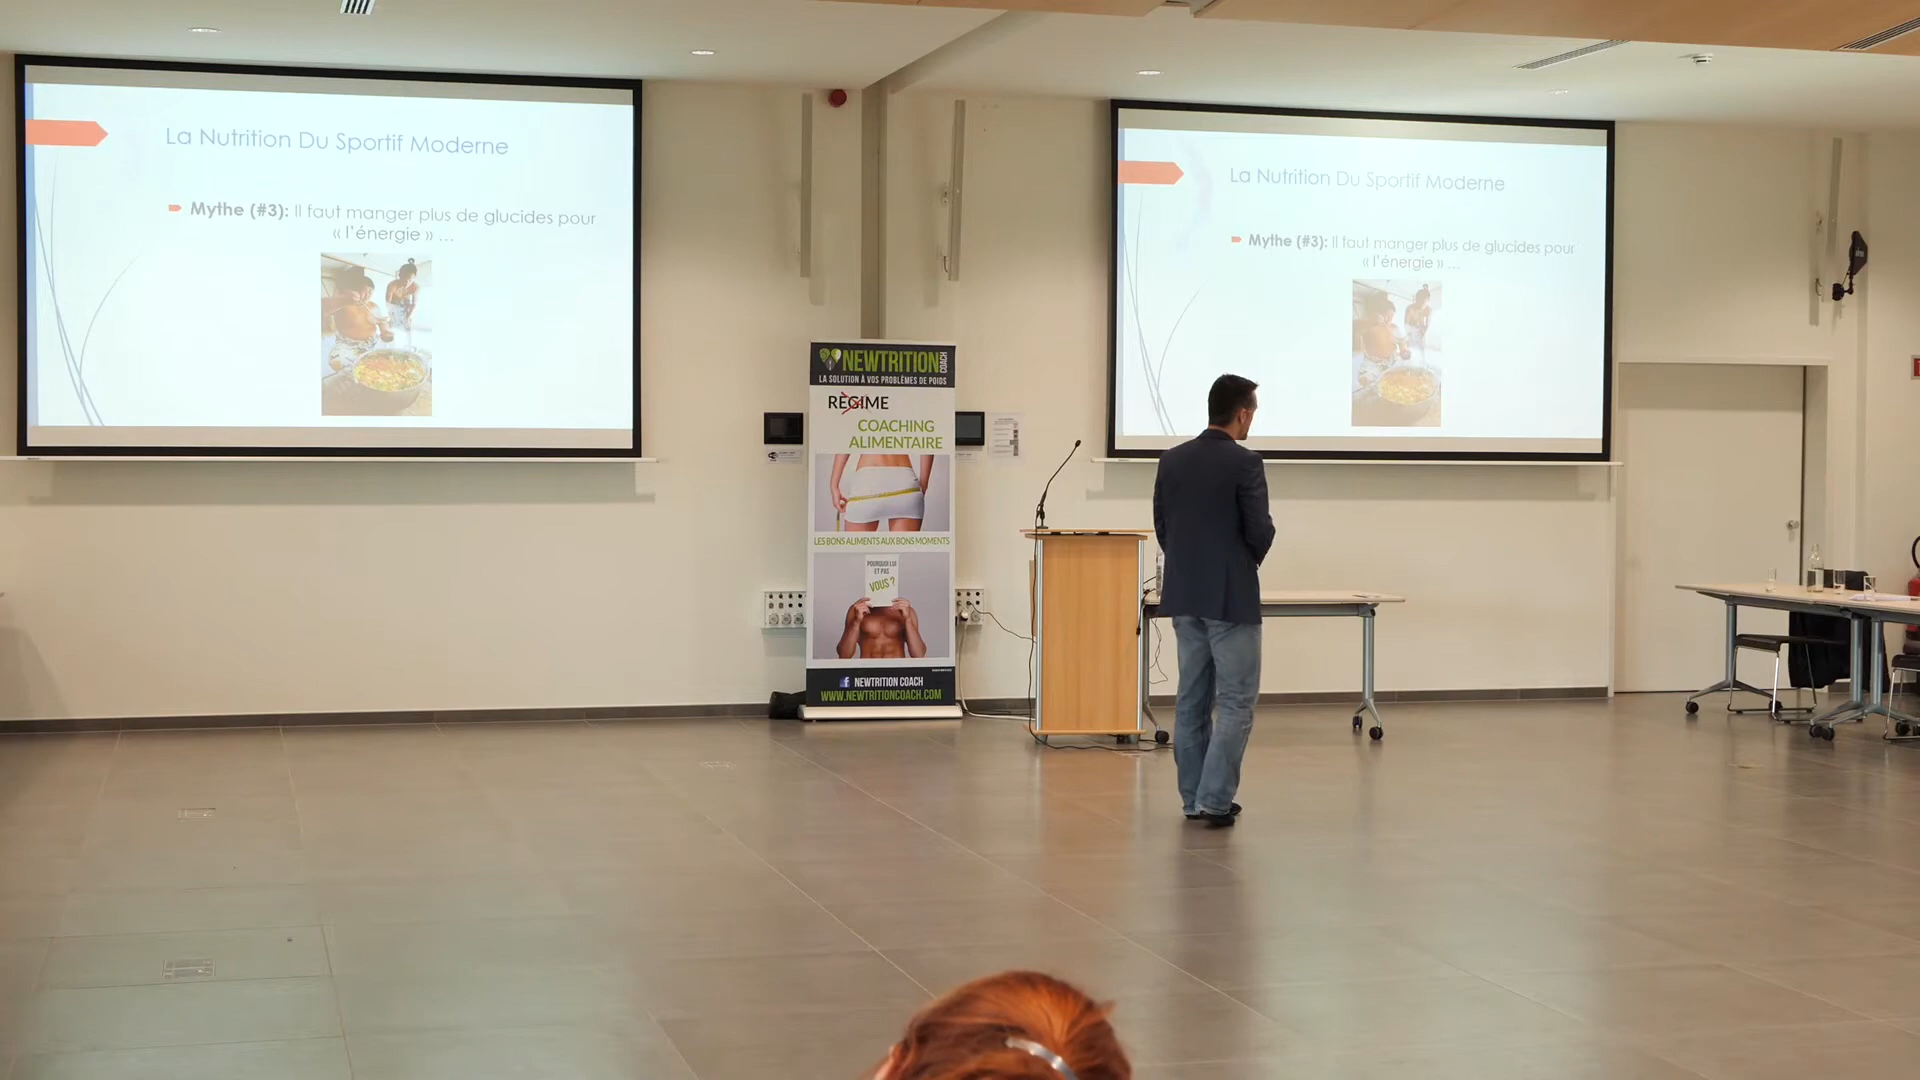 La Nutrition Du Sportif Moderne
Mythe (#3): Il faut manger plus de glucides pour
« l'énergie » ...
NEWTRITION COACH
LA SOLUTION À VOS PROBLÈMES DE POIDS
RÉGIME
COACHING
ALIMENTAIRE
LES BONS ALIMENTS AUX BONS MOMENTS
POURQUOI LUI
ET PAS
VOUS ?
NEWTRITION COACH
WWW.NEWTRITIONCOACH.COM
La Nutrition Du Sportif Moderne
Mythe (#3): Il faut manger plus de glucides pour
« l'énergie » ...